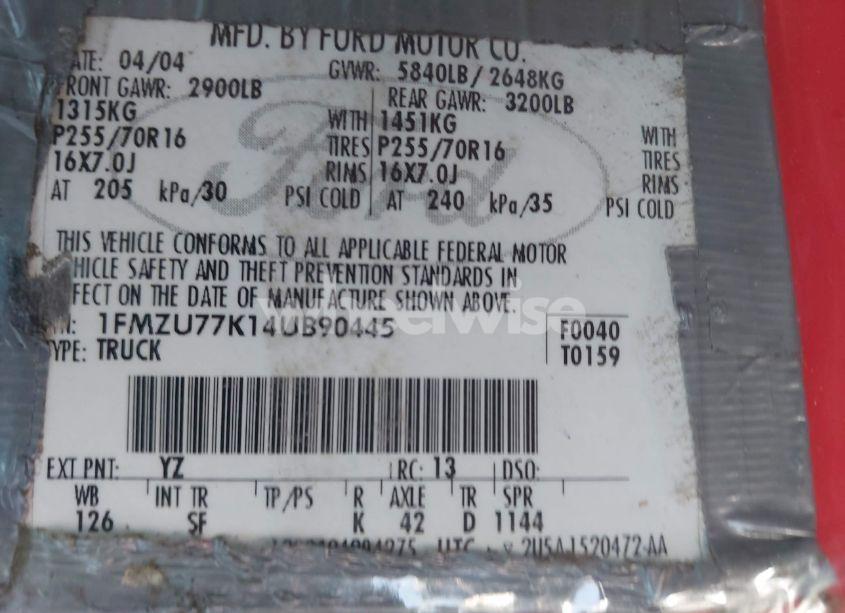 MFD. BY FORD MOTOR CO.
ATE: 04/04
GVWR: 5840LB/2648KG
FRONT GAWR: 2900LB
REAR GAWR: 3200LB
1315KG WITH
1451KG WITH
P255/70R16 TIRES
P255/70R16 TIRES
16X7.0J RIMS
16X7.0J RIMS
AT 205 kPa/30 PSI COLD
AT 240 kPa/35 PSI COLD
THIS VEHICLE CONFORMS TO ALL APPLICABLE FEDERAL MOTOR
HICLE SAFETY AND THEFT PREVENTION STANDARDS IN
FECT ON THE DATE OF MANUFACTURE SHOWN ABOVE.
1FMZU77K14UB90445
F0040
YPE: TRUCK
T0159
EXT PNT: YZ RC: 13 DSO:
WB INT TR TP/PS R AXLE TR SPR
126 SF K 42 D 1144
UTC 2U5A 1520472-AA
Ford
wheelwise